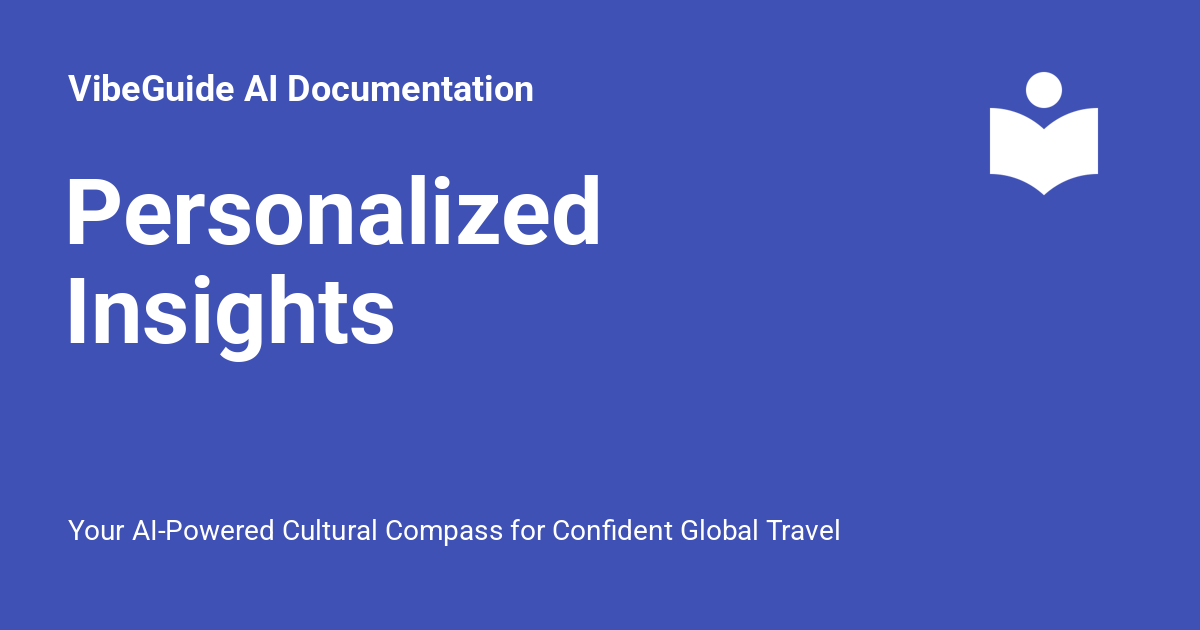 VibeGuide AI Documentation
Personalized
Insights
Your AI-Powered Cultural Compass for Confident Global Travel